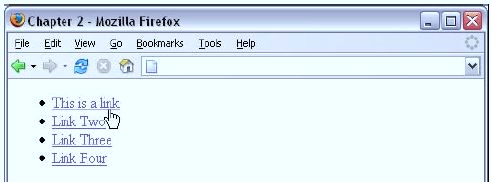 Chapter 2 - Mozilla Firefox
File Edit View Go Bookmarks Tools Help
This is a link
Link Two
Link Three
Link Four